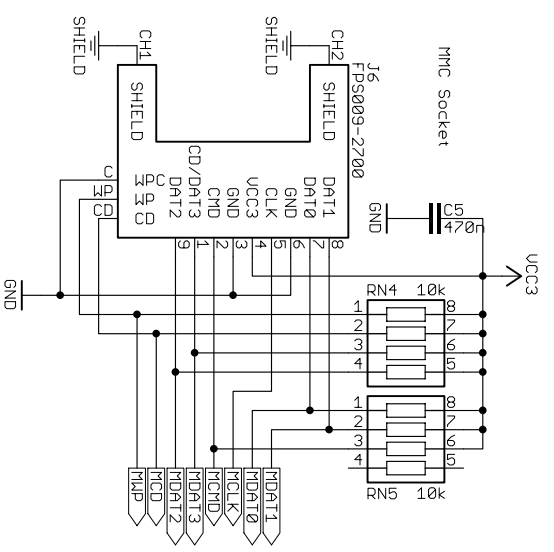 MMC Socket
SHIELD
CH1
SHIELD
CH2
J6
FPS009-2700
SHIELD
SHIELD
C
WP
CD
WPC
WP
CD
DAT2
CD/DAT3
CMD
GND
VCC3
CLK
GND
DAT0
DAT1
9
1
2
3
4
5
6
7
8
GND
C5
470n
VCC3
GND
RN4 10k
1 8
2 7
3 6
4 5
1 8
2 7
3 6
4 5
RN5 10k
MWP
MCD
MDAT2
MDAT3
MCMD
MCLK
MDAT0
MDAT1